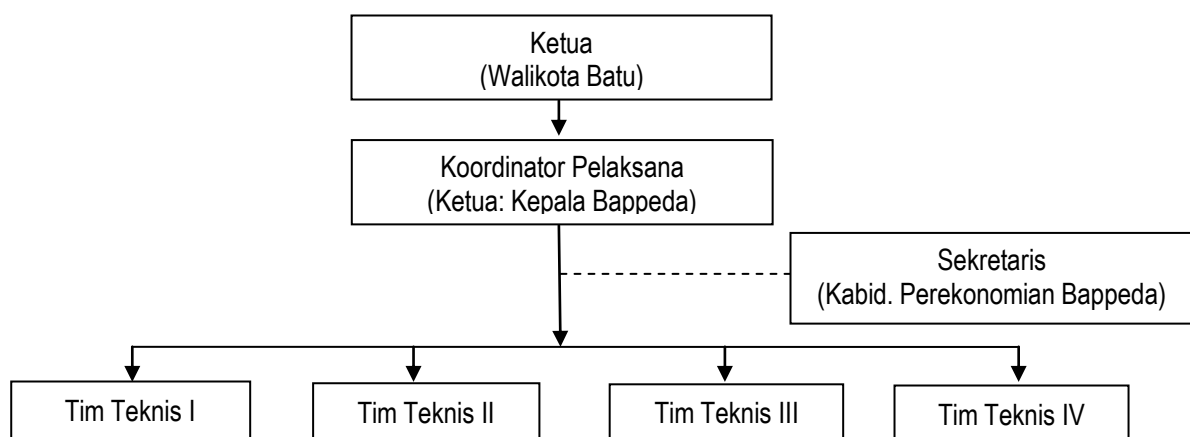 Ketua
(Walikota Batu)
Koordinator Pelaksana
(Ketua: Kepala Bappeda)
Sekretaris
(Kabid. Perekonomian Bappeda)
Tim Teknis I
Tim Teknis II
Tim Teknis III
Tim Teknis IV